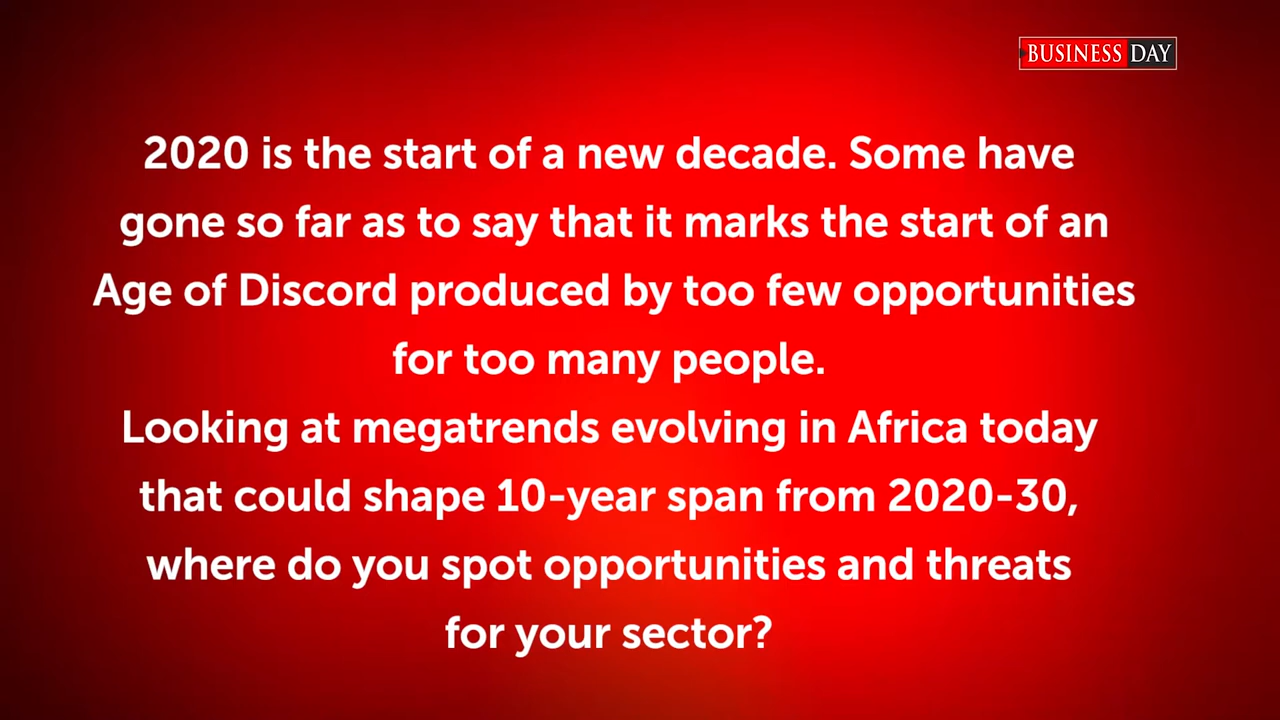 BUSINESS DAY
2020 is the start of a new decade. Some have
gone so far as to say that it marks the start of an
Age of Discord produced by too few opportunities
for too many people.
Looking at megatrends evolving in Africa today
that could shape 10-year span from 2020-30,
where do you spot opportunities and threats
for your sector?